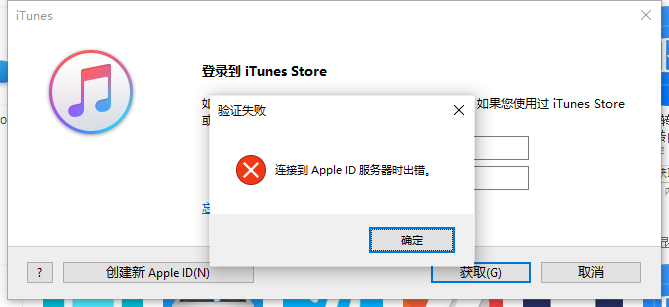 iTunes
登录到 iTunes Store
如果您使用过 iTunes Store
验证失败
连接到 Apple ID 服务器时出错。
确定
?
创建新 Apple ID(N)
获取(G)
取消